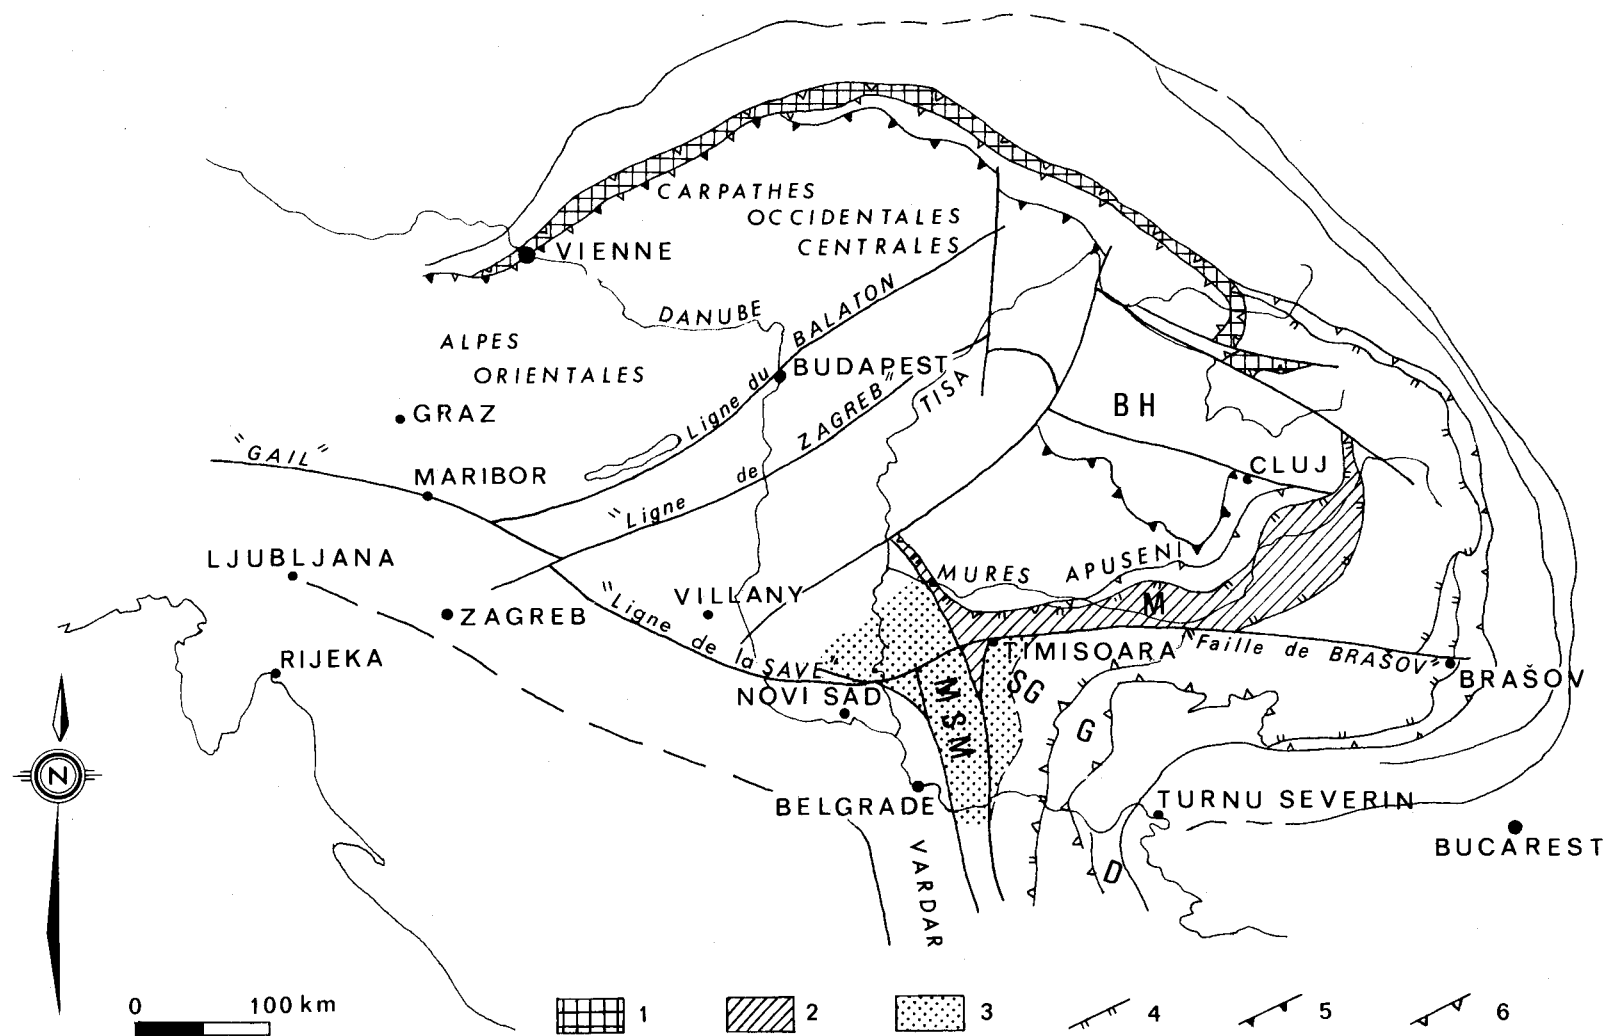 CARPATHES
OCCIDENTALES
CENTRALES
VIENNE
DANUBE
Ligne du BALATON
ALPES
ORIENTALES
BUDAPEST
GRAZ
"Ligne de ZAGREB"
TISA
BH
"GAIL"
MARIBOR
CLUJ
LJUBLJANA
MURES APUSENI
VILLANY
M
ZAGREB
"Ligne de la SAVE"
TIMISOARA
"Faille de BRAŠOV"
RIJEKA
BRAŠOV
NOVI SAD
MSM
SG
G
N
BELGRADE
TURNU SEVERIN
BUCAREST
VARDAR
D
0 100 km
1 2 3 4 5 6